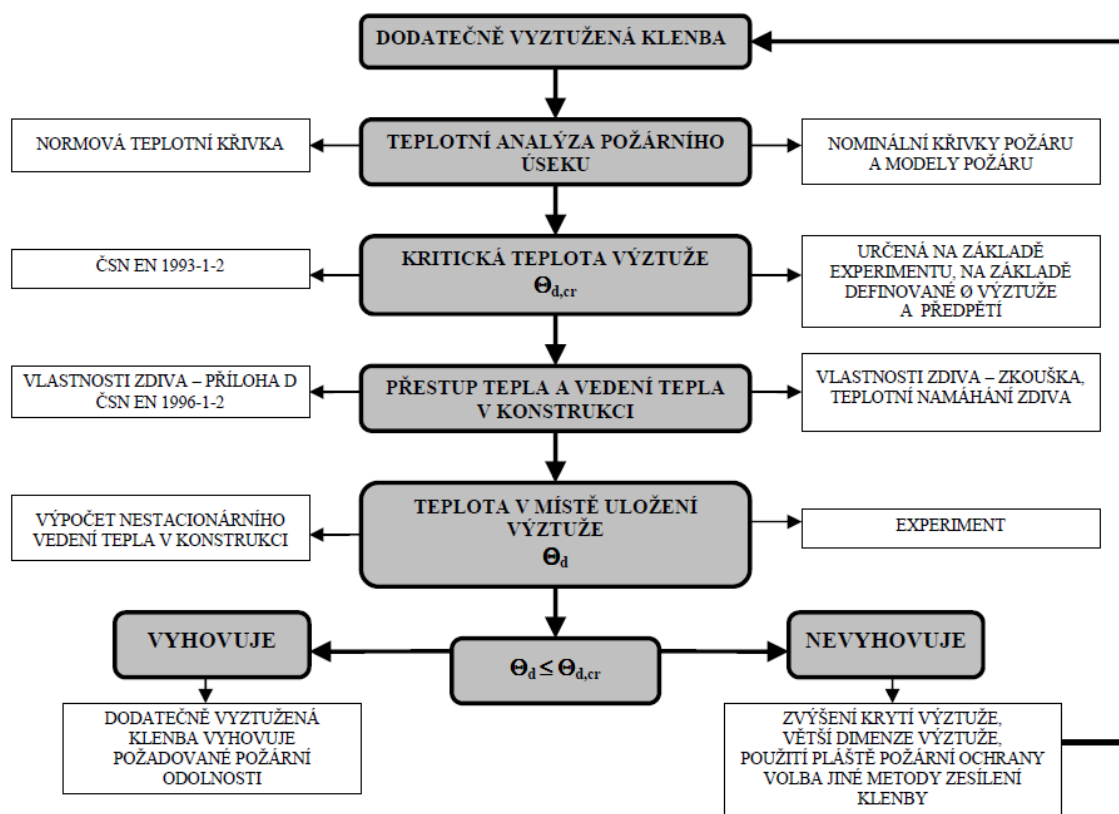 DODATEČNĚ VYZTUŽENÁ KLENBA
NORMOVÁ TEPLOTNÍ KŘIVKA
TEPLOTNÍ ANALÝZA POŽÁRNÍHO
ÚSEKU
NOMINÁLNÍ KŘIVKY POŽÁRU
A MODELY POŽÁRU
ČSN EN 1993-1-2
KRITICKÁ TEPLOTA VÝZTUŽE
Θd,cr
URČENÁ NA ZÁKLADĚ
EXPERIMENTU, NA ZÁKLADĚ
DEFINOVANÉ Ø VÝZTUŽE
A PŘEDPĚTÍ
VLASTNOSTI ZDIVA – PŘÍLOHA D
ČSN EN 1996-1-2
PŘESTUP TEPLA A VEDENÍ TEPLA
V KONSTRUKCI
VLASTNOSTI ZDIVA – ZKOUŠKA,
TEPLOTNÍ NAMÁHÁNÍ ZDIVA
VÝPOČET NESTACIONÁRNÍHO
VEDENÍ TEPLA V KONSTRUKCI
TEPLOTA V MÍSTĚ ULOŽENÍ
VÝZTUŽE
Θd
EXPERIMENT
VYHOVUJE
Θd ≤ Θd,cr
NEVYHOVUJE
DODATEČNĚ VYZTUŽENÁ
KLENBA VYHOVUJE
POŽADOVANÉ POŽÁRNÍ
ODOLNOSTI
ZVÝŠENÍ KRYTÍ VÝZTUŽE,
VĚTŠÍ DIMENZE VÝZTUŽE,
POUŽITÍ PLÁŠTĚ POŽÁRNÍ OCHRANY
VOLBA JINÉ METODY ZESÍLENÍ
KLENBY